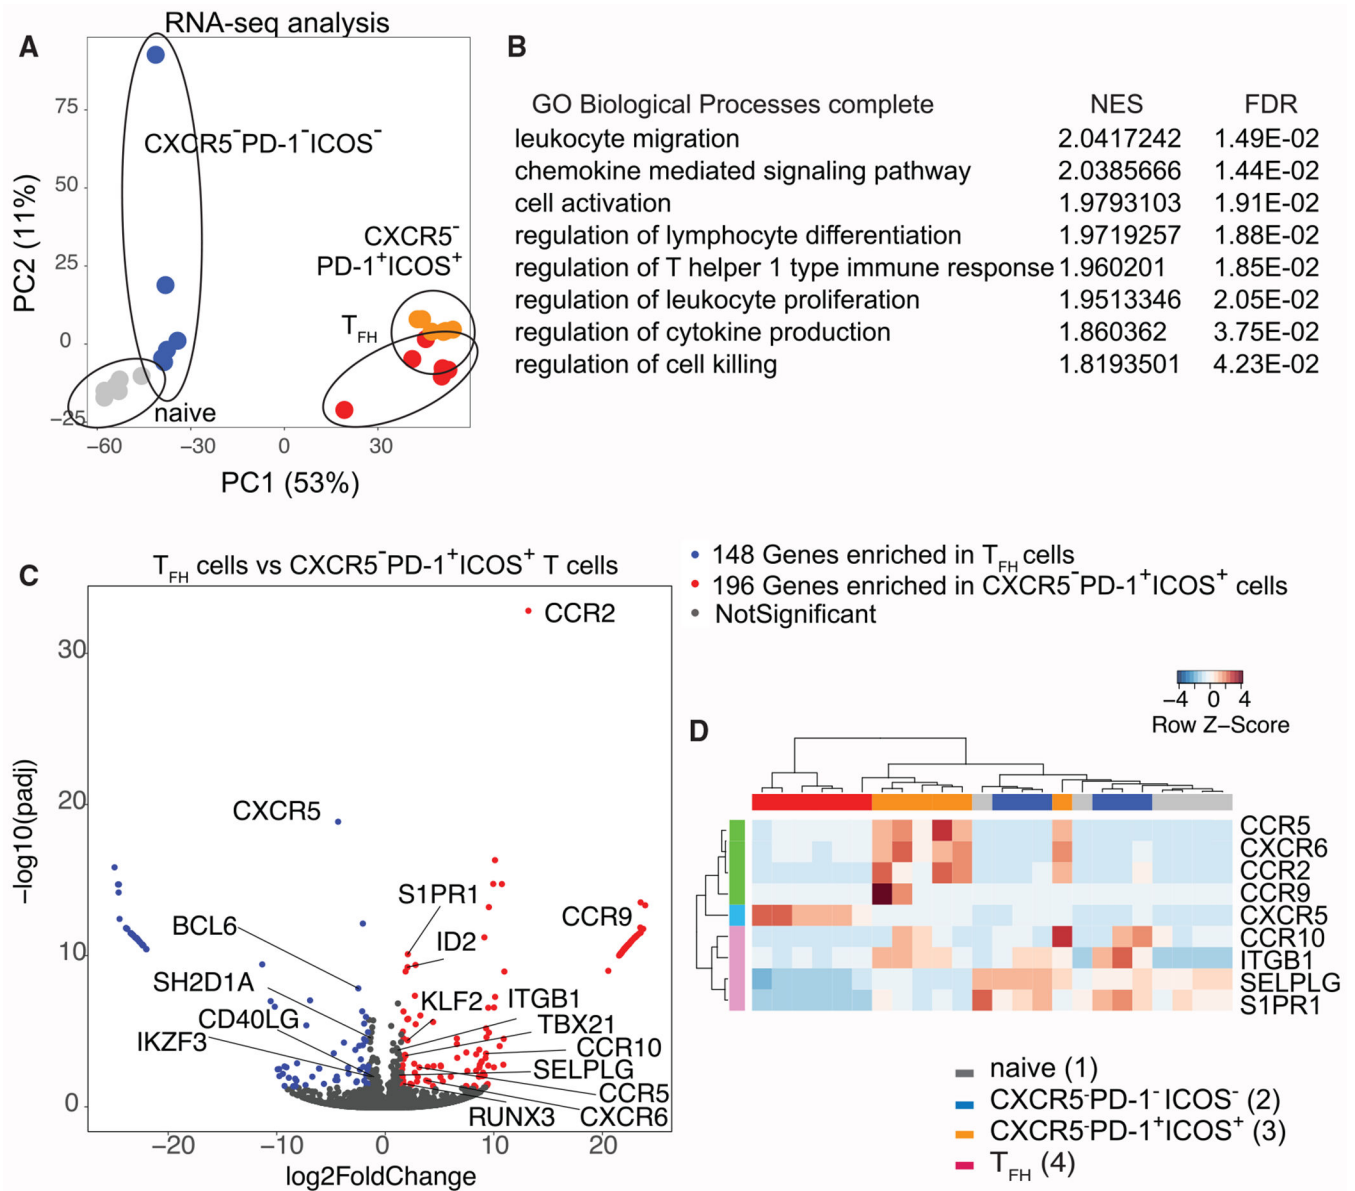 A
RNA-seq analysis
75
50
25
0
−25
−60
−30
0
30
PC2 (11%)
PC1 (53%)
CXCR5⁻PD-1⁻ICOS⁻
CXCR5⁻
PD-1⁺ICOS⁺
T_FH
naive
B
GO Biological Processes complete NES FDR
leukocyte migration 2.0417242 1.49E-02
chemokine mediated signaling pathway 2.0385666 1.44E-02
cell activation 1.9793103 1.91E-02
regulation of lymphocyte differentiation 1.9719257 1.88E-02
regulation of T helper 1 type immune response 1.960201 1.85E-02
regulation of leukocyte proliferation 1.9513346 2.05E-02
regulation of cytokine production 1.860362 3.75E-02
regulation of cell killing 1.8193501 4.23E-02
C
T_FH cells vs CXCR5⁻PD-1⁺ICOS⁺ T cells
148 Genes enriched in T_FH cells
196 Genes enriched in CXCR5⁻PD-1⁺ICOS⁺ cells
NotSignificant
30
20
10
0
−20
−10
0
10
20
−log10(padj)
log2FoldChange
CCR2
CXCR5
S1PR1
CCR9
BCL6
ID2
SH2D1A
KLF2
ITGB1
CD40LG
TBX21
IKZF3
CCR10
SELPLG
CCR5
RUNX3
CXCR6
D
−4 0 4
Row Z−Score
CCR5
CXCR6
CCR2
CCR9
CXCR5
CCR10
ITGB1
SELPLG
S1PR1
naive (1)
CXCR5⁻PD-1⁻ICOS⁻ (2)
CXCR5⁻PD-1⁺ICOS⁺ (3)
T_FH (4)